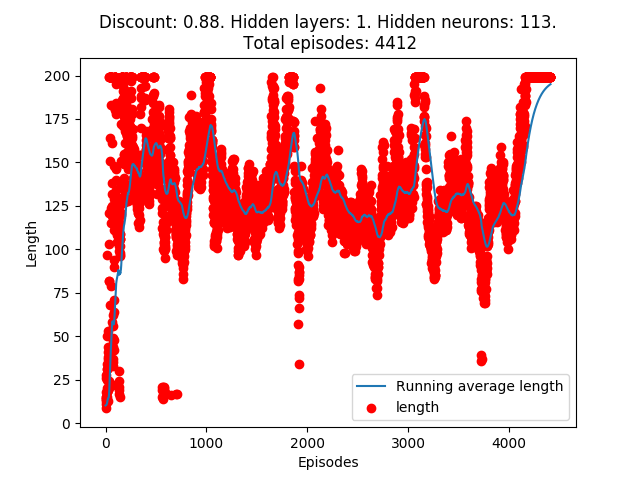 Discount: 0.88. Hidden layers: 1. Hidden neurons: 113.
Total episodes: 4412
200
175
150
125
100
75
50
25
0
Length
0 1000 2000 3000 4000
Episodes
Running average length
length